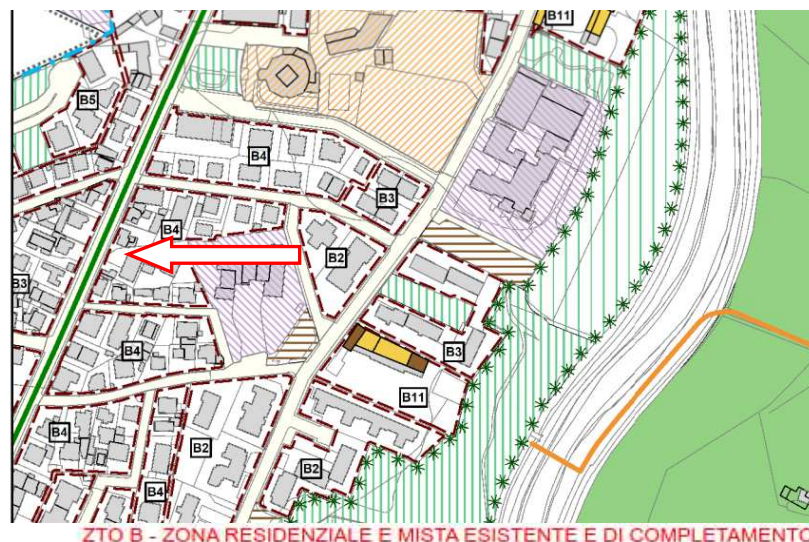 B11
B5
B4
B3
B4
B2
B3
B4
B3
B11
B4
B2
B2
B4
ZTO B - ZONA RESIDENZIALE E MISTA ESISTENTE E DI COMPLETAMENTO